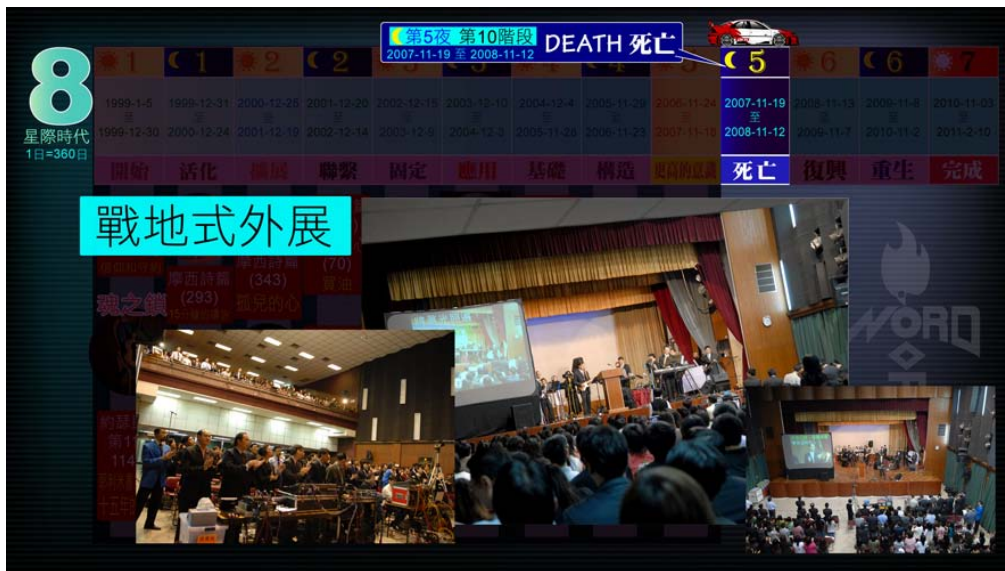 第5夜 第10階段
2007-11-19 至 2008-11-12
DEATH 死亡
8
星際時代
1日=360日
1
1
2
2
5
6
6
7
1999-1-5
至
1999-12-30
1999-12-31
至
2000-12-24
2000-12-25
至
2001-12-19
2001-12-20
至
2002-12-14
2002-12-15
至
2003-12-9
2003-12-10
至
2004-12-3
2004-12-4
至
2005-11-28
2005-11-29
至
2006-11-23
2006-11-24
至
2007-11-18
2007-11-19
至
2008-11-12
2008-11-13
至
2009-11-7
2009-11-8
至
2010-11-2
2010-11-03
至
2011-2-10
開始
活化
擴展
聯繫
固定
應用
基礎
構造
更高的意識
死亡
復興
重生
完成
戰地式外展
摩西詩篇
(293)
(343)
孤兒的心
(70)
買油
魂之鎖